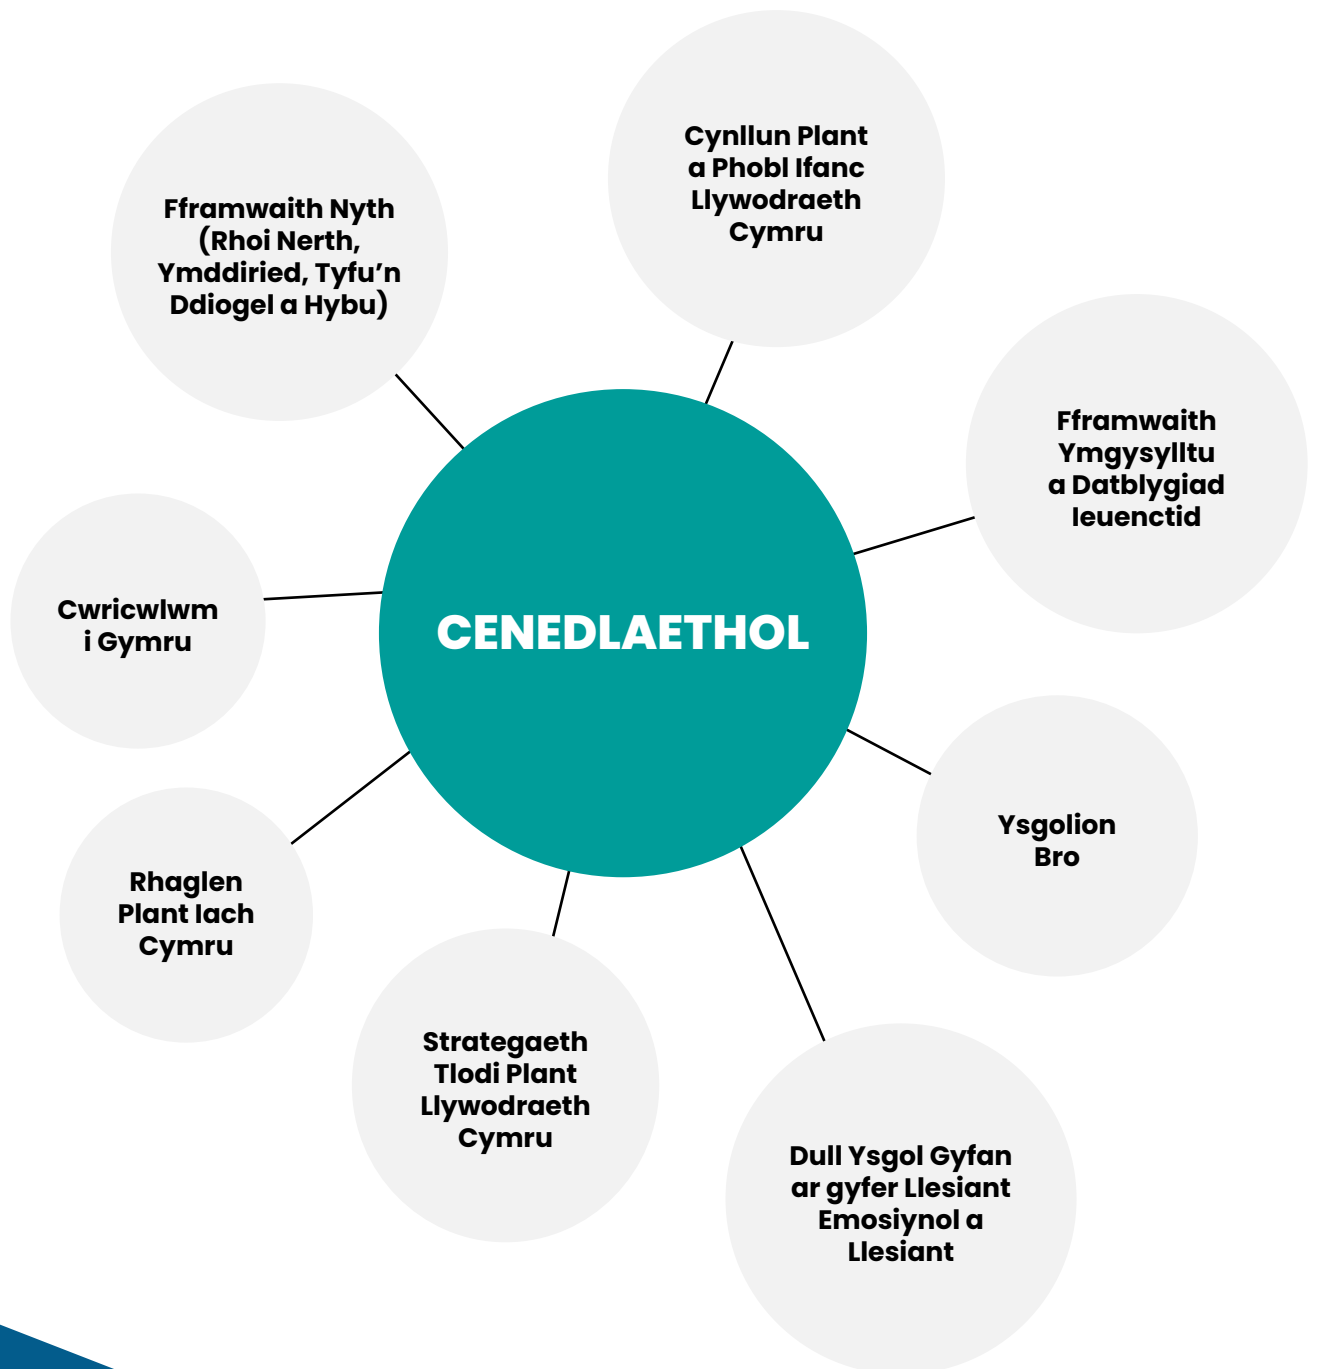 Cynllun Plant
a Phobl Ifanc
Llywodraeth
Cymru
Fframwaith Nyth
(Rhoi Nerth,
Ymddiried, Tyfu’n
Ddiogel a Hybu)
Fframwaith
Ymgysylltu
a Datblygiad
Ieuenctid
Cwricwlwm
i Gymru
CENEDLAETHOL
Ysgolion
Bro
Rhaglen
Plant Iach
Cymru
Strategaeth
Tlodi Plant
Llywodraeth
Cymru
Dull Ysgol Gyfan
ar gyfer Llesiant
Emosiynol a
Llesiant